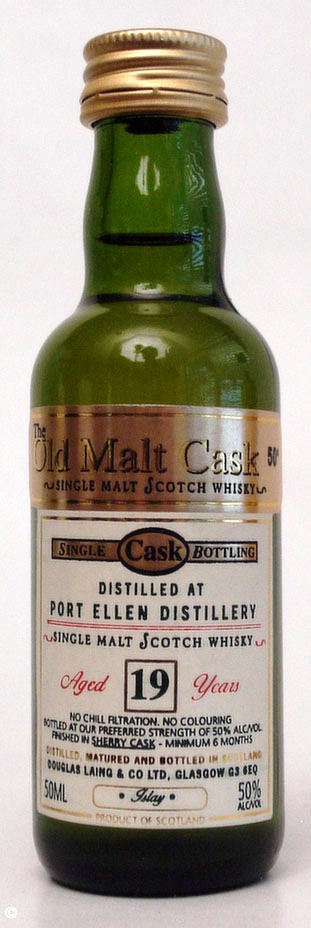 The
Old Malt Cask 50°
~SINGLE MALT SCOTCH WHISKY~
SINGLE Cask BOTTLING
DISTILLED AT
PORT ELLEN DISTILLERY
~SINGLE MALT SCOTCH WHISKY~
Aged 19 Years
NO CHILL FILTRATION. NO COLOURING
BOTTLED AT OUR PREFERRED STRENGTH OF 50% ALC/VOL
FINISHED IN SHERRY CASK - MINIMUM 6 MONTHS
DISTILLED, MATURED AND BOTTLED IN SCOTLAND
DOUGLAS LAING & CO LTD, GLASGOW G3 6EQ
50ML • Islay • 50%
ALC/VOL
PRODUCT OF SCOTLAND
©